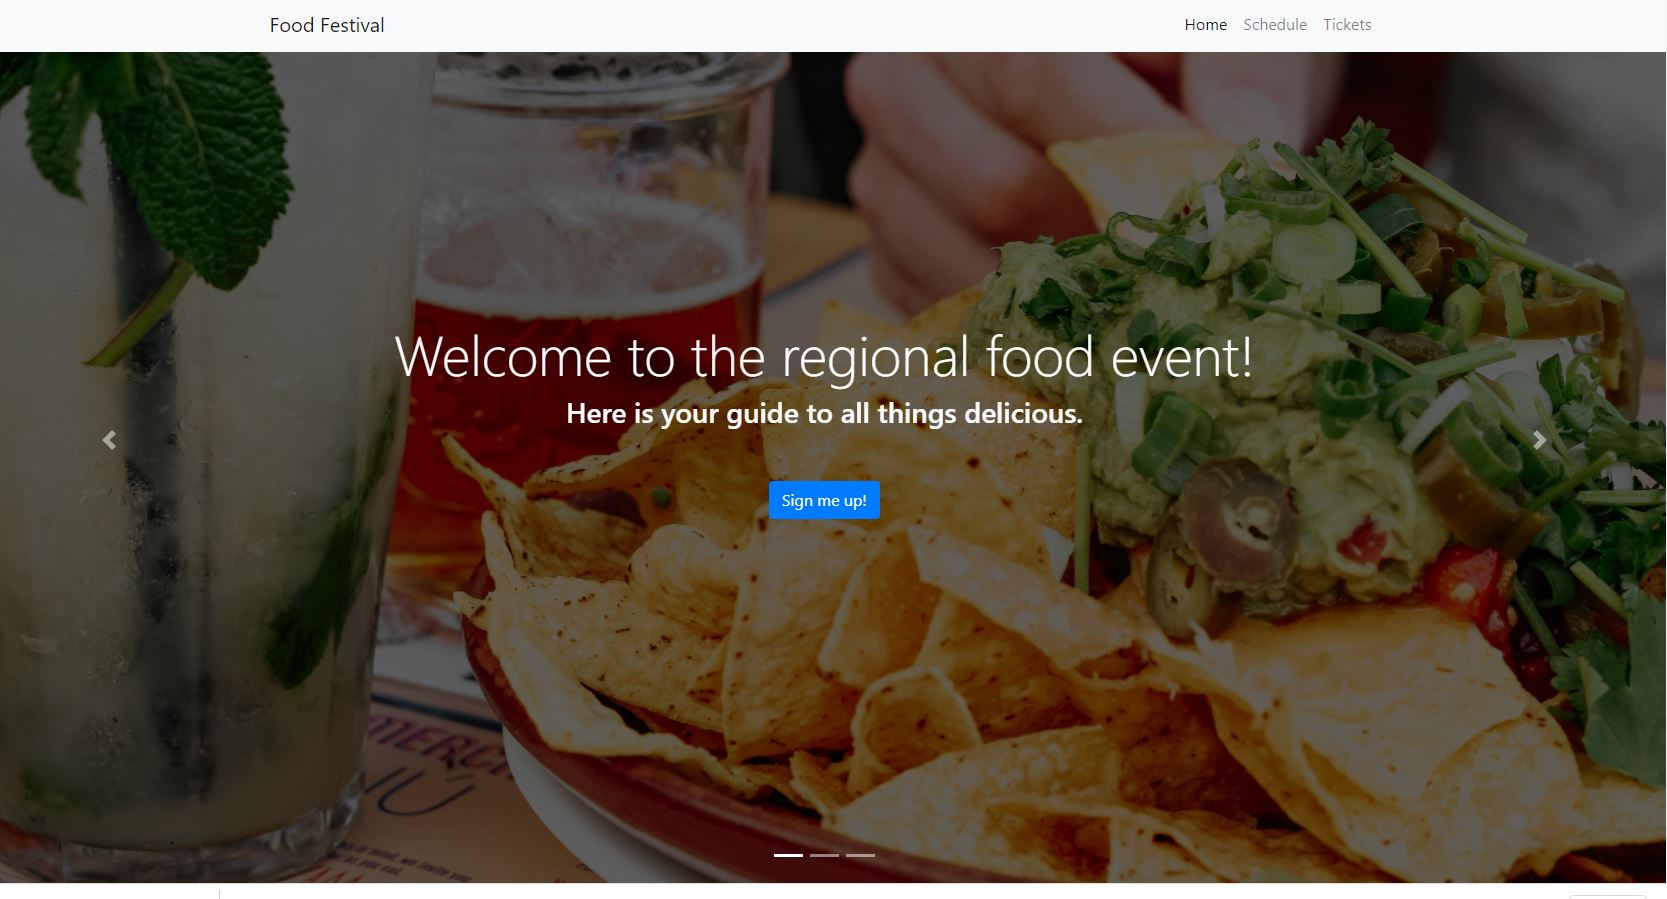 Food Festival
Home Schedule Tickets
Welcome to the regional food event!
Here is your guide to all things delicious.
Sign me up!